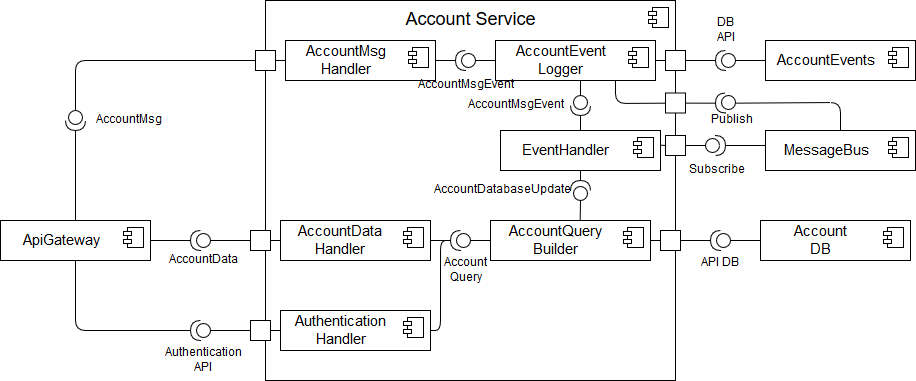 Account Service
AccountMsg
Handler
AccountMsgEvent
AccountEvent
Logger
DB
API
AccountEvents
AccountMsg
AccountMsgEvent
Publish
EventHandler
Subscribe
MessageBus
AccountDatabaseUpdate
ApiGateway
AccountData
AccountData
Handler
Account
Query
AccountQuery
Builder
API DB
Account
DB
Authentication
API
Authentication
Handler